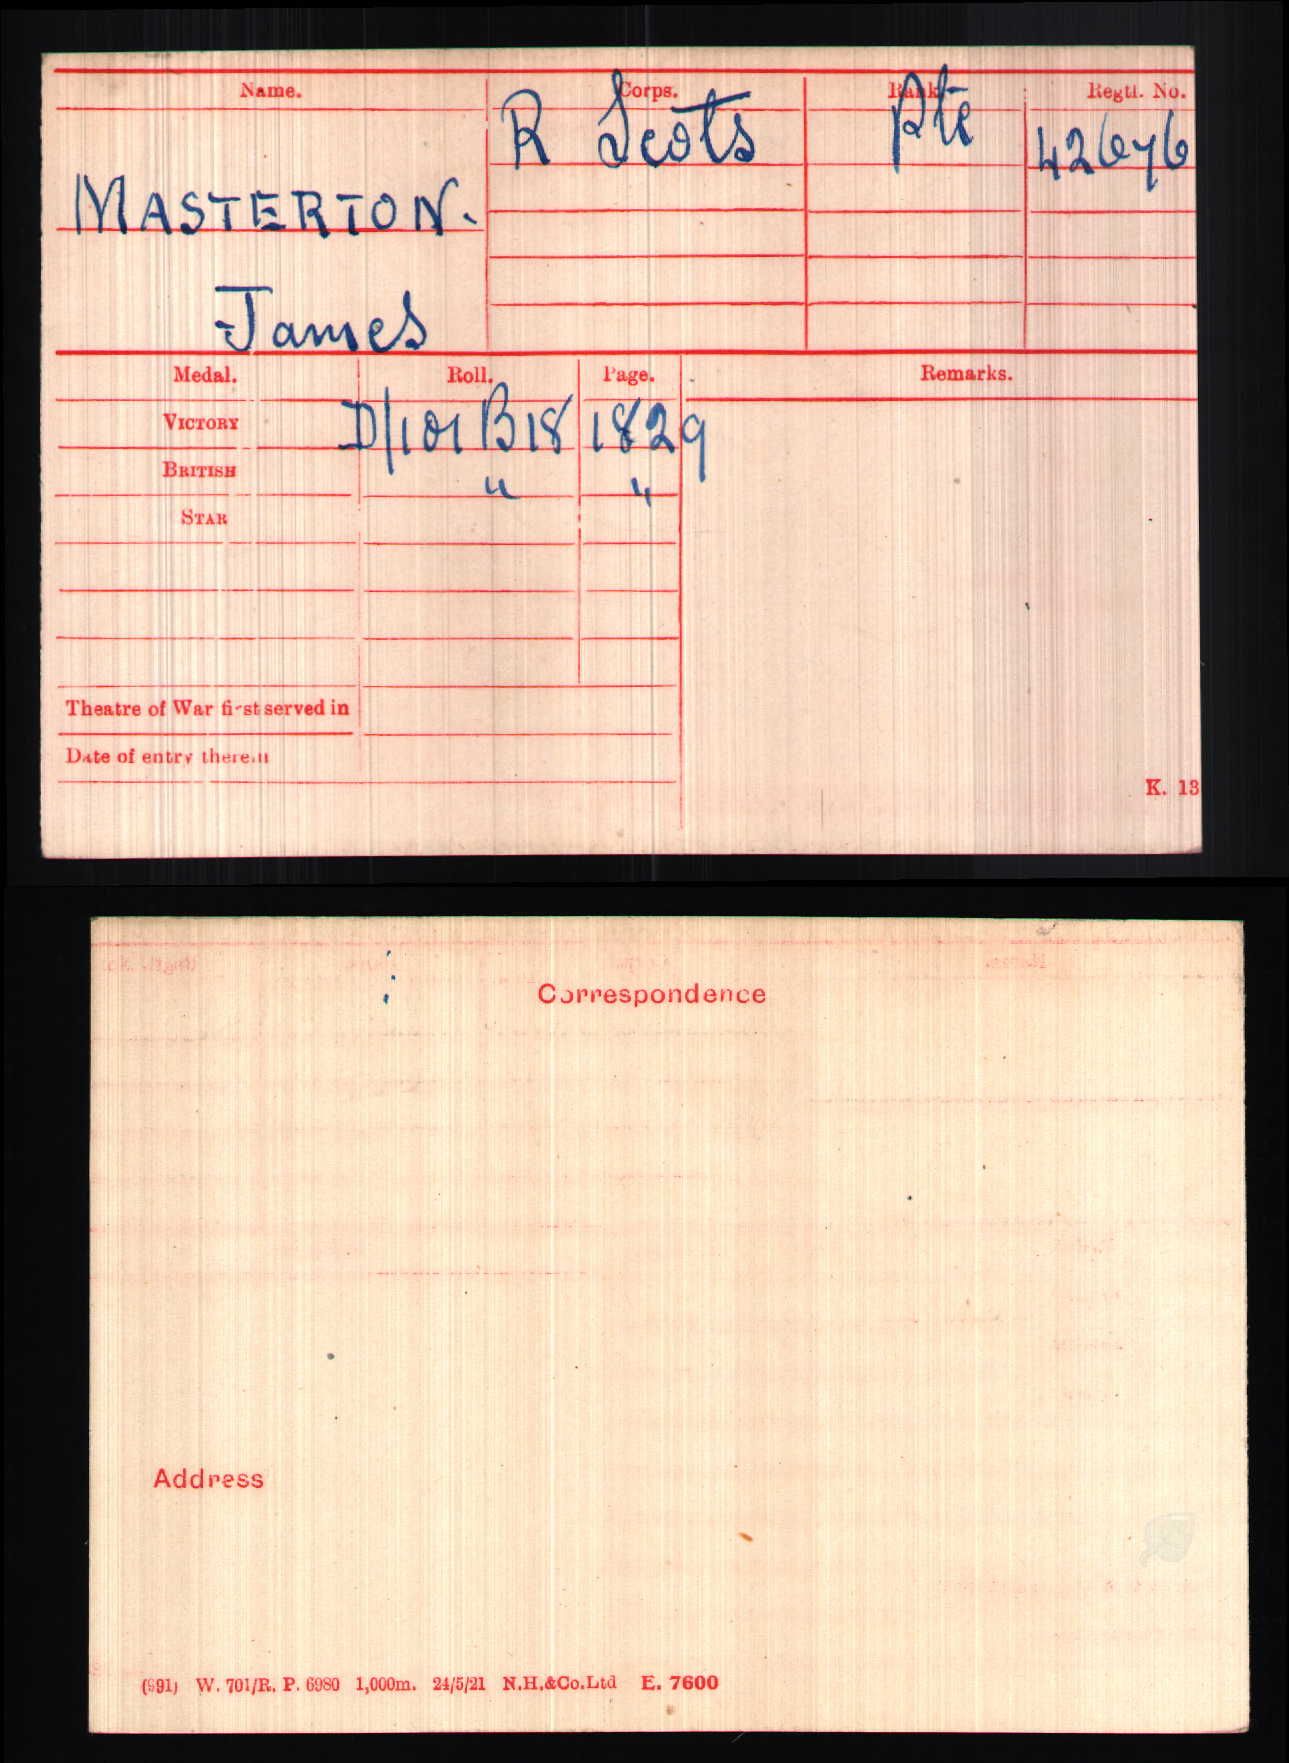 Name. Corps. Rank Regtl. No.
R Scots Pte 42676
MASTERTON.
James
Medal. Roll. Page. Remarks.
VICTORY D/101 B18 1829
BRITISH " "
STAR
Theatre of War first served in
Date of entry therein
K. 13
Correspondence
Address
(991) W. 701/R. P. 6980 1,000m. 24/5/21 N.H.&Co.Ltd E. 7600